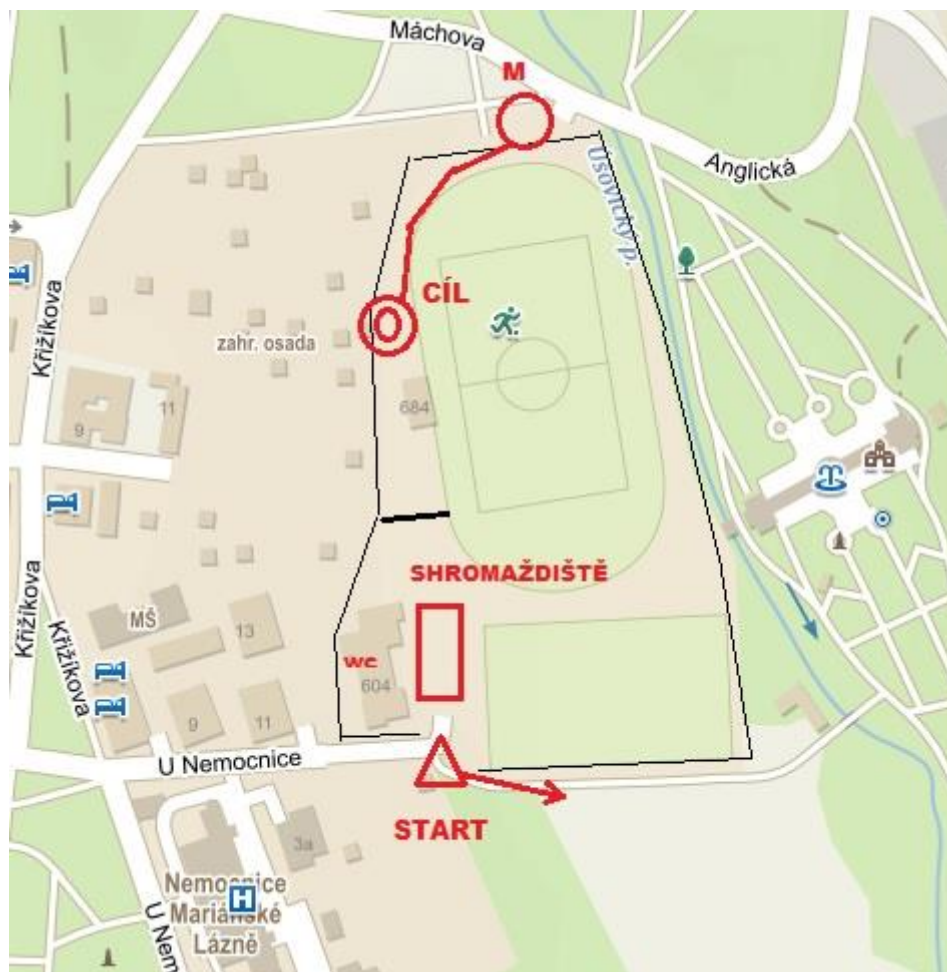 Máchova
M
Anglická
Úsovický p.
CÍL
zahr. osada
Křižíkova
684
11
9
SHROMAŽDIŠTĚ
MŠ
13
Křižíkova
Křižíkova
wc
604
9
11
U Nemocnice
START
3a
Nemocnice
Mariánské
Lázně
H
U Nem